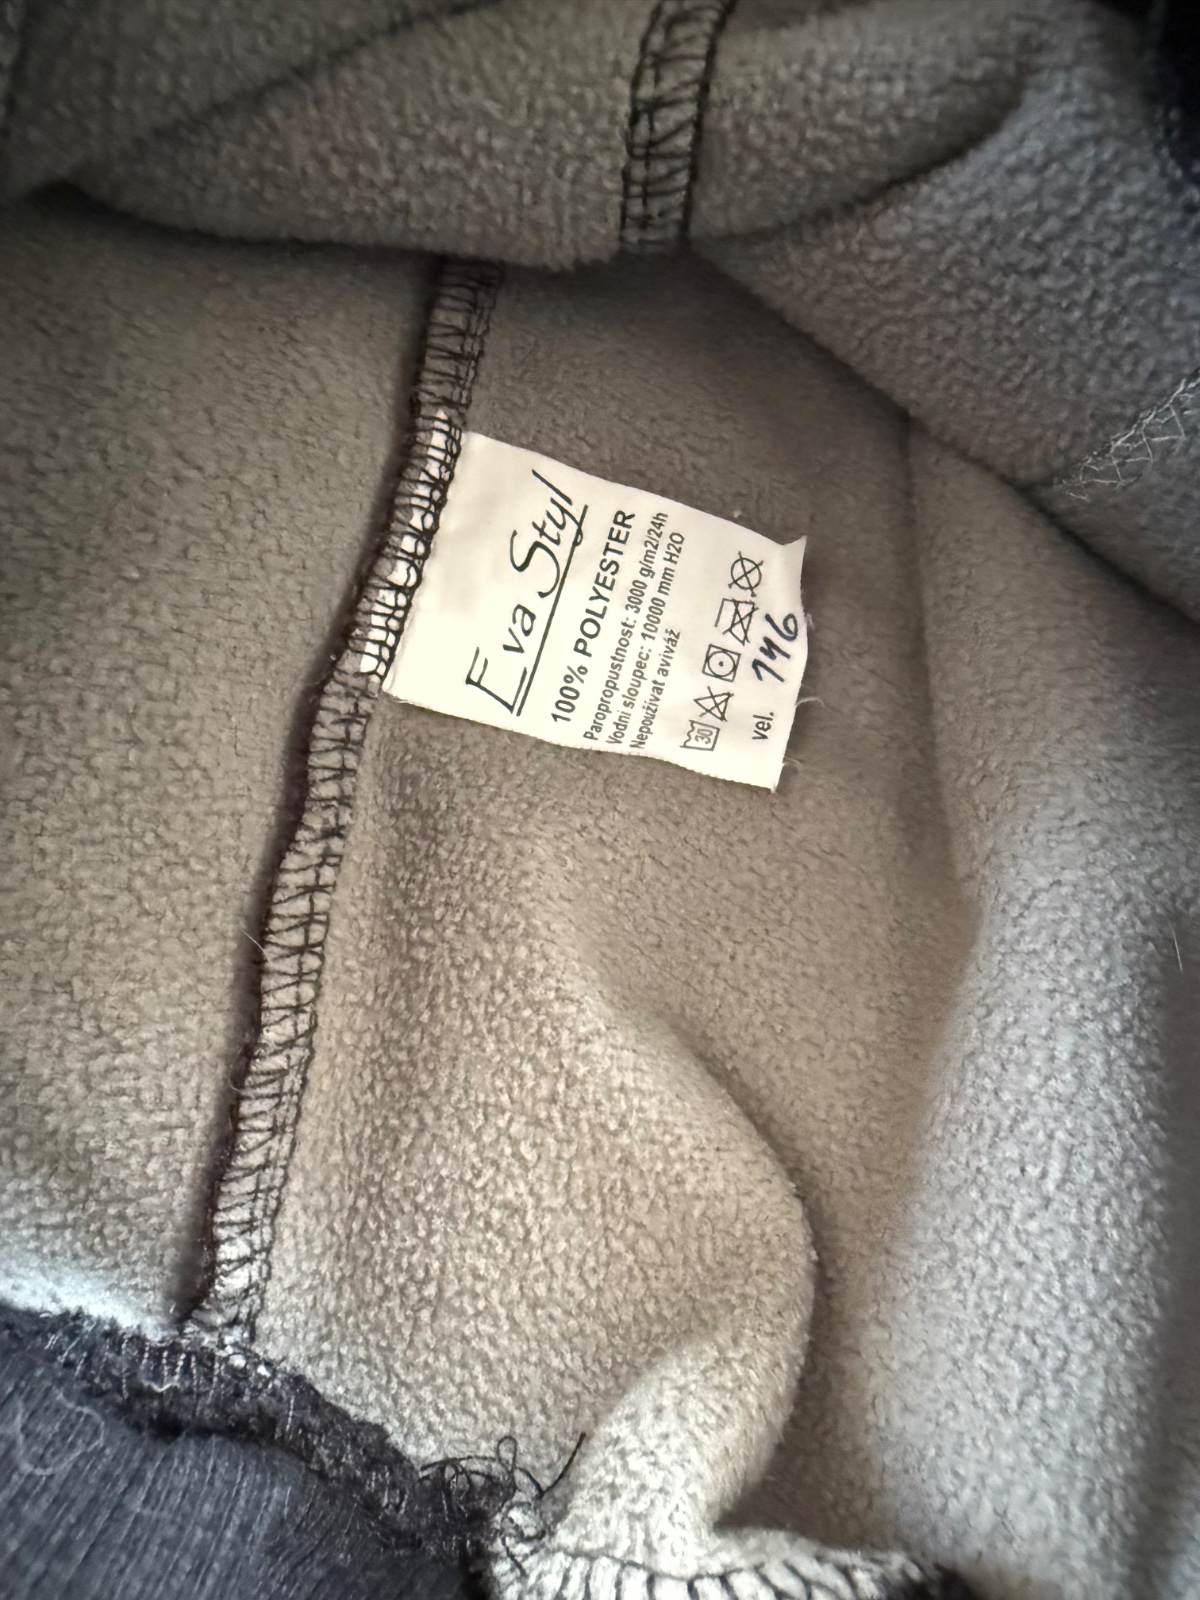 Eva Styl
100% POLYESTER
Paropropustnost: 3000 g/m2/24h
Vodní sloupec: 10000 mm H2O
Nepoužívat aviváž
30
vel. 146